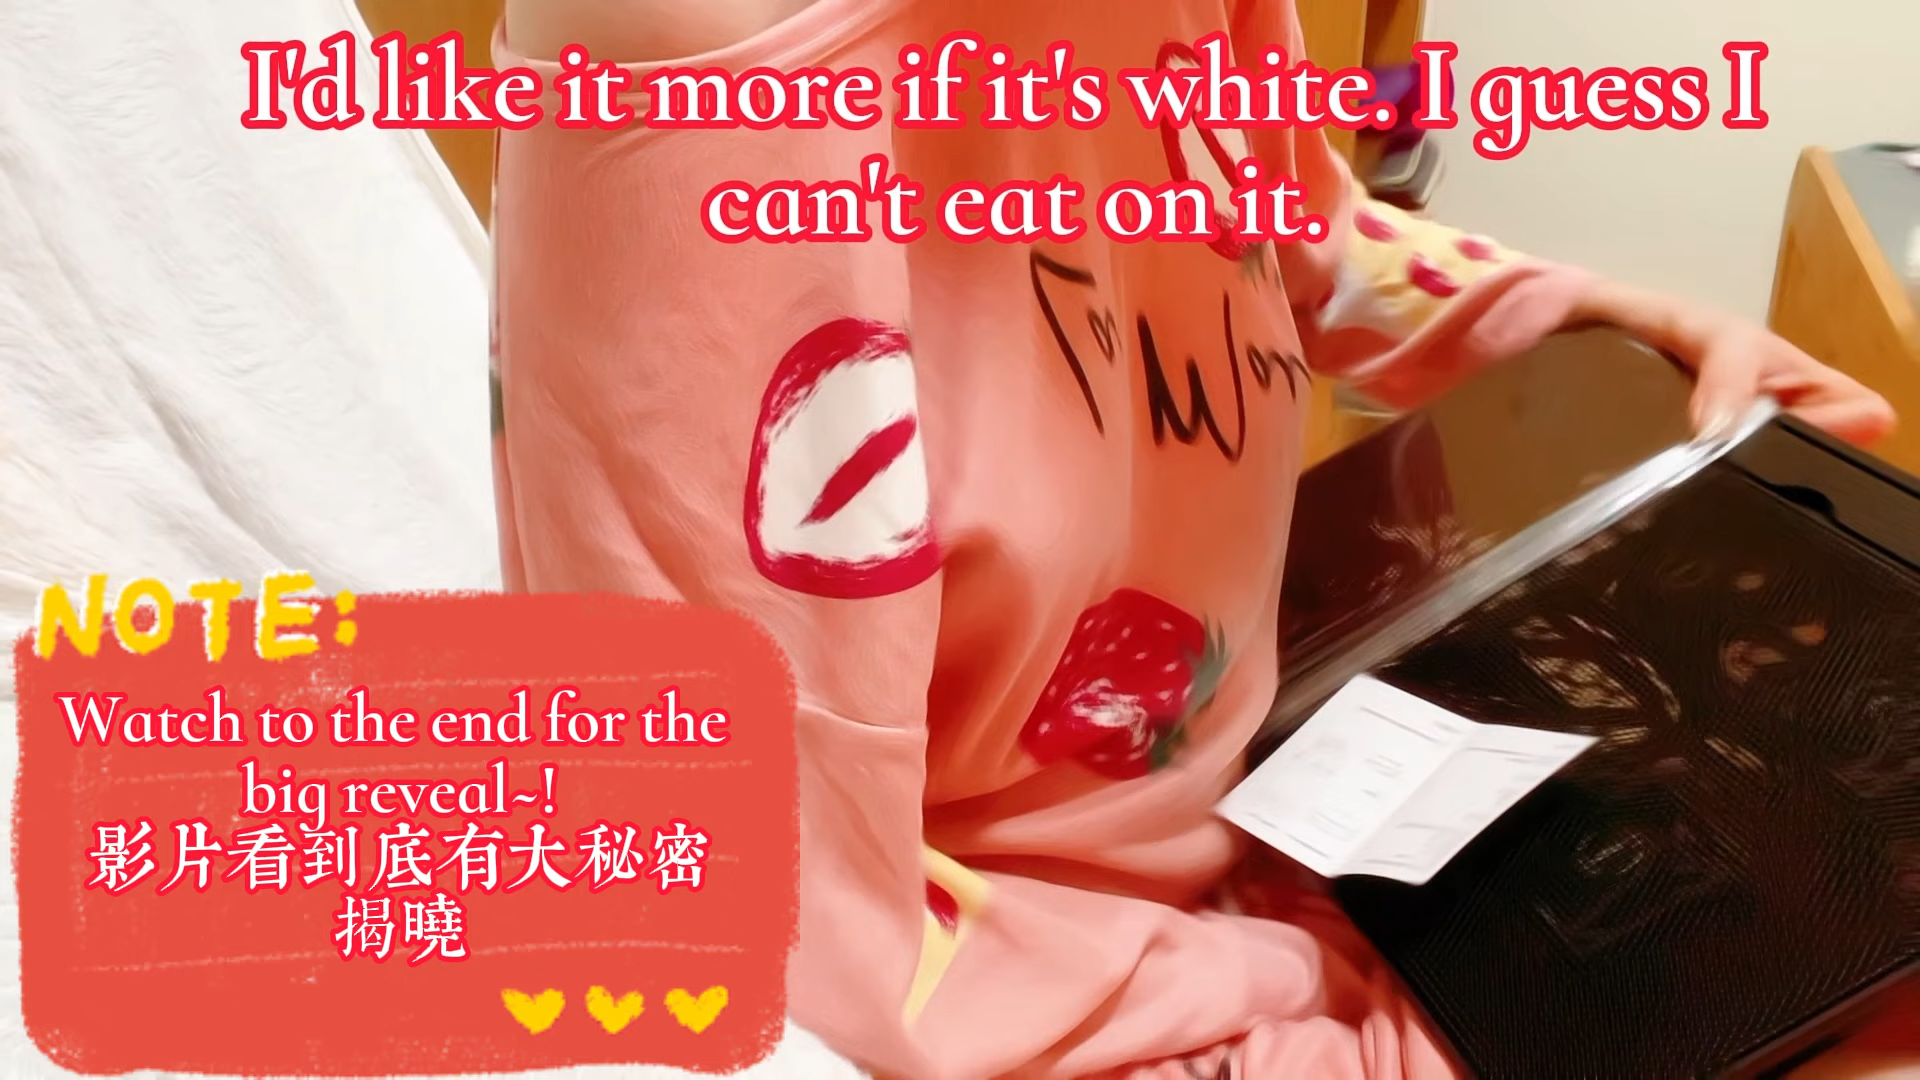 I'd like it more if it's white. I guess I
can't eat on it.
NOTE:
Watch to the end for the
big reveal~!
影片看到底有大秘密
揭曉